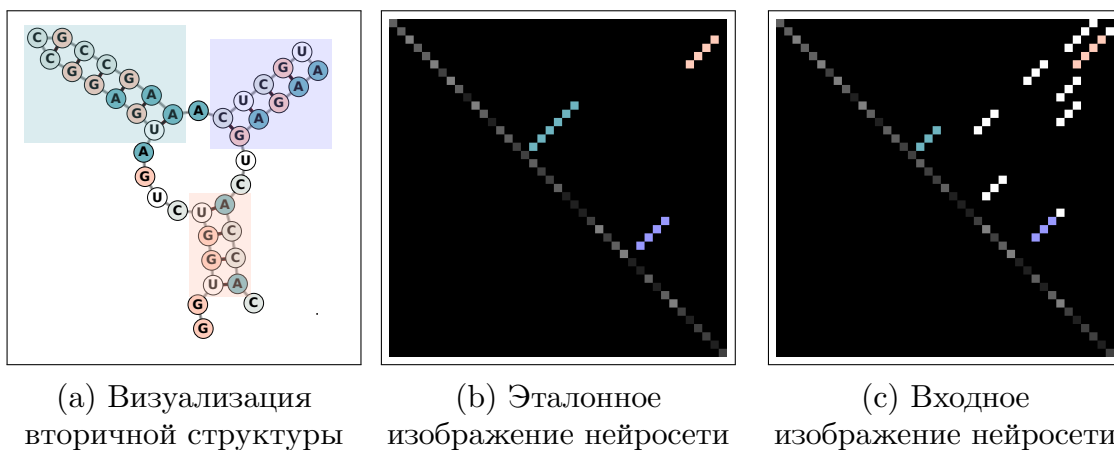 C G U
C C C
G G G A
G C A
A A U G
G A A C A
U G
A U
G C
U C U A
G C
G C
U A
G C
G
(a) Визуализация
вторичной структуры
(b) Эталонное
изображение нейросети
(c) Входное
изображение нейросети